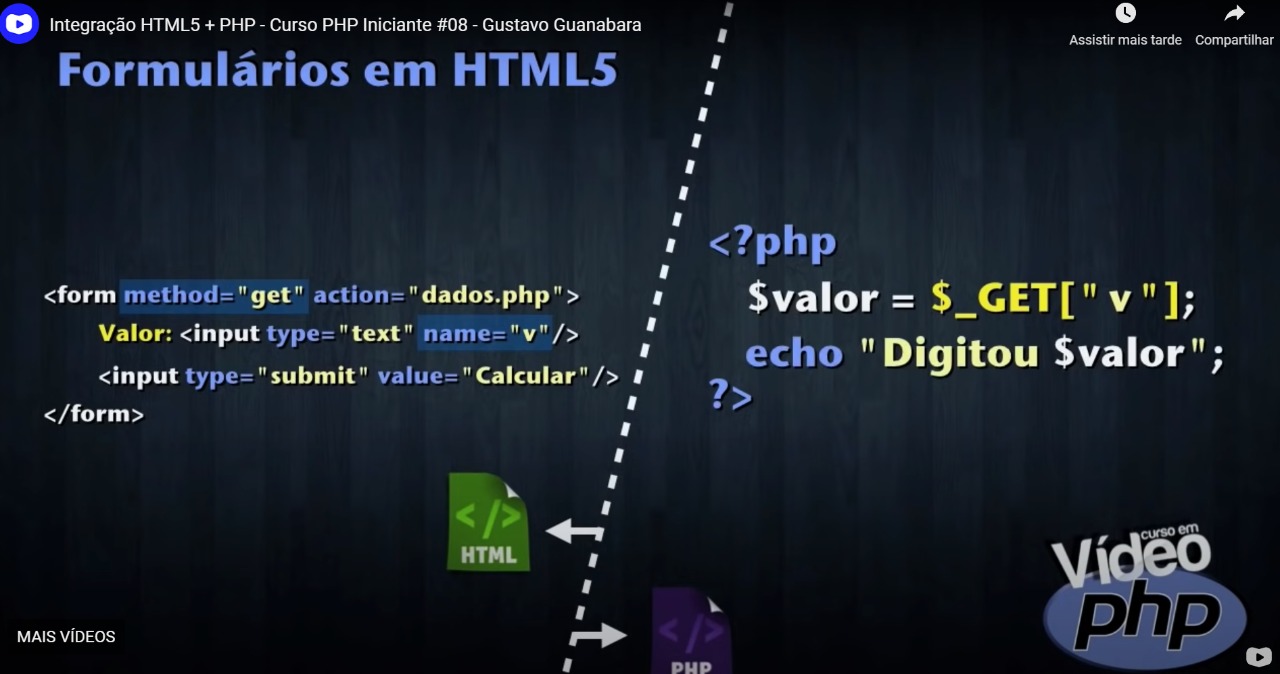 Integração HTML5 + PHP - Curso PHP Iniciante #08 - Gustavo Guanabara
Assistir mais tarde
Compartilhar
Formulários em HTML5
<form method="get" action="dados.php">
Valor: <input type="text" name="v"/>
<input type="submit" value="Calcular"/>
</form>
<?php
$valor = $_GET[" v "];
echo "Digitou $valor";
?>
</>
HTML
</>
PHP
curso em
Vídeo
php
MAIS VÍDEOS